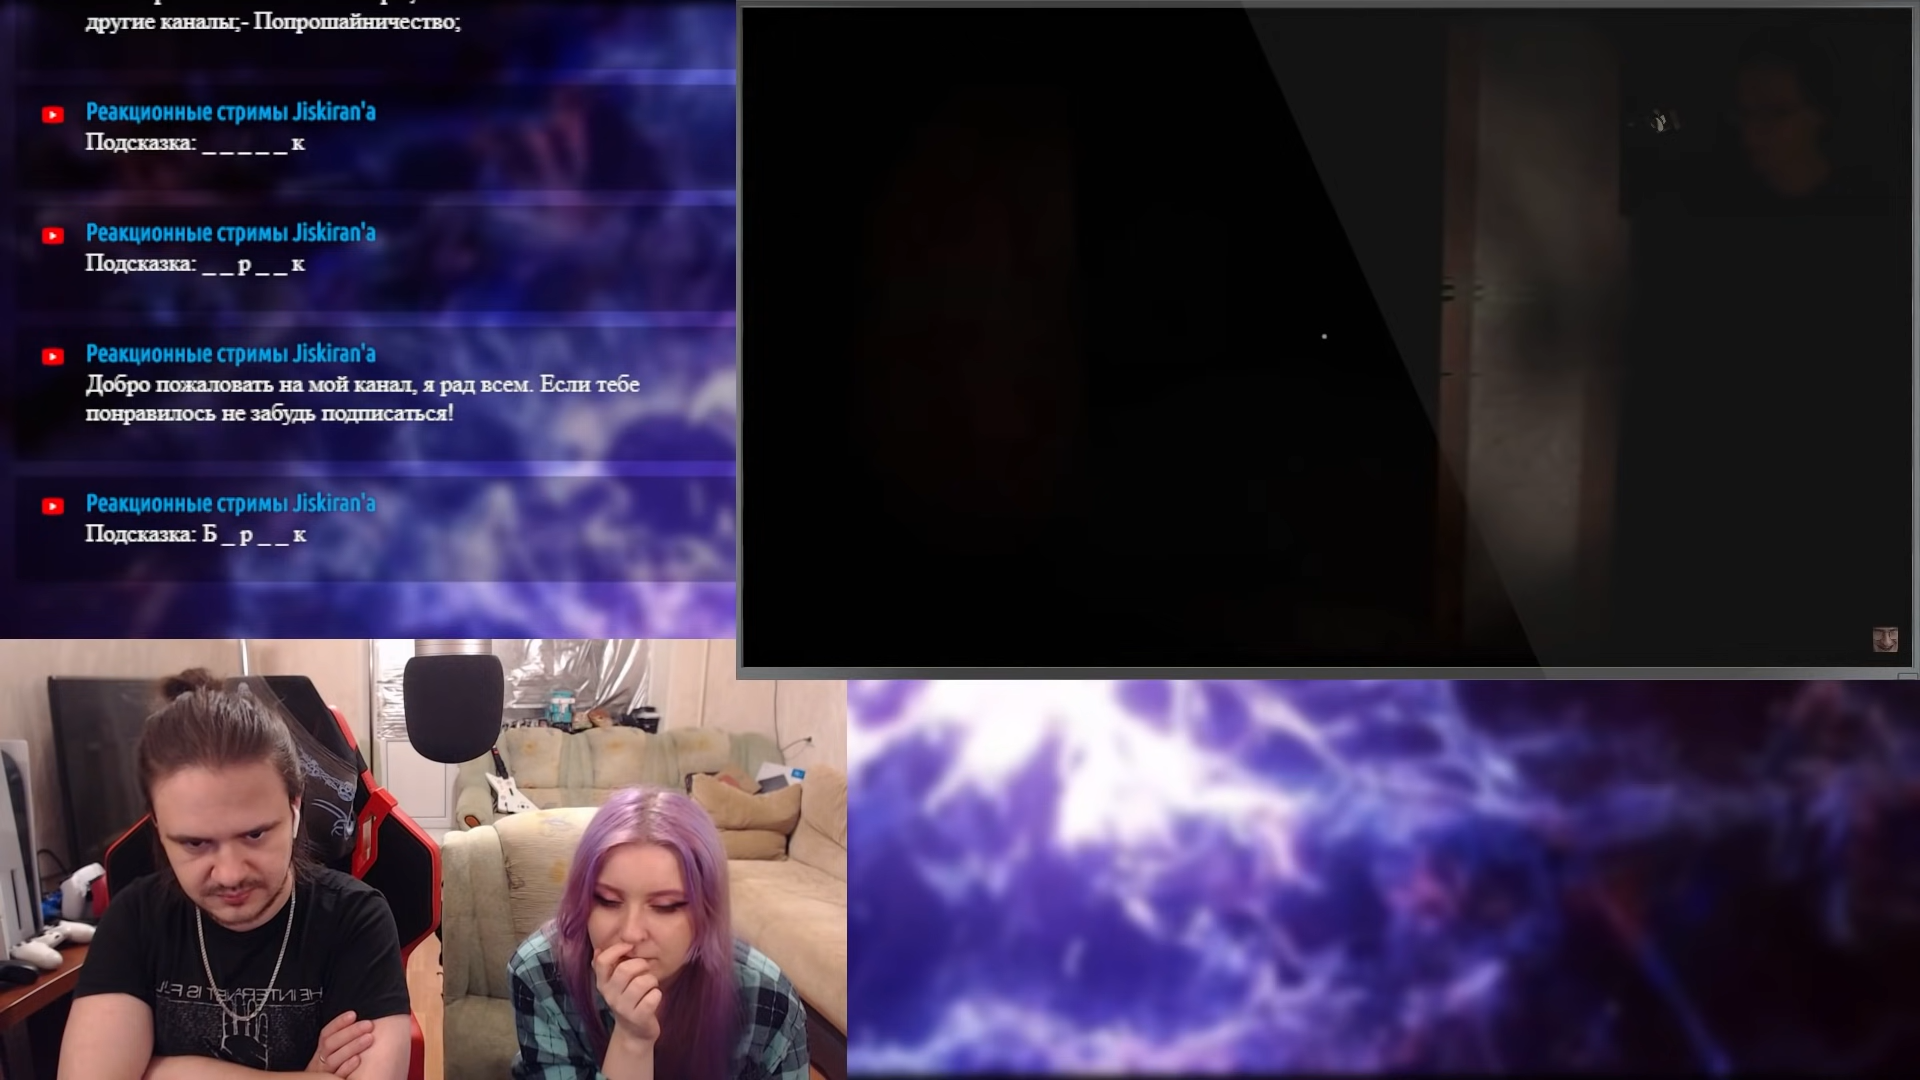 другие каналы;- Попрошайничество;
Реакционные стримы Jiskiran'а
Подсказка: _ _ _ _ _ к
Реакционные стримы Jiskiran'а
Подсказка: _ _ р _ _ к
Реакционные стримы Jiskiran'а
Добро пожаловать на мой канал, я рад всем. Если тебе
понравилось не забудь подписаться!
Реакционные стримы Jiskiran'а
Подсказка: Б _ р _ _ к